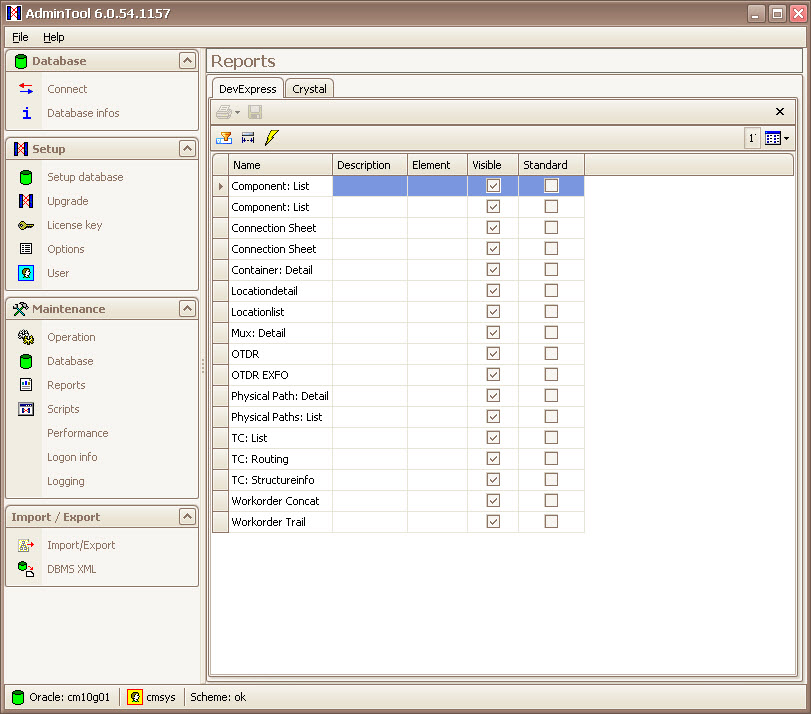 AdminTool 6.0.54.1157
File Help
Database
Connect
Database infos
Setup
Setup database
Upgrade
License key
Options
User
Maintenance
Operation
Database
Reports
Scripts
Performance
Logon info
Logging
Import / Export
Import/Export
DBMS XML
Reports
DevExpress Crystal
Name Description Element Visible Standard
Component: List
Component: List
Connection Sheet
Connection Sheet
Container: Detail
Locationdetail
Locationlist
Mux: Detail
OTDR
OTDR EXFO
Physical Path: Detail
Physical Paths: List
TC: List
TC: Routing
TC: Structureinfo
Workorder Concat
Workorder Trail
Oracle: cm10g01 cmsys Scheme: ok